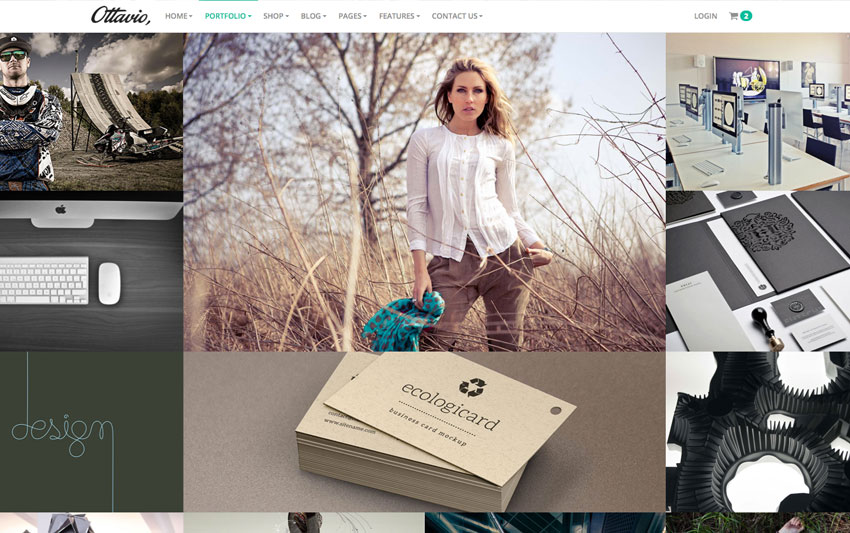 Ottavio,
HOME PORTFOLIO SHOP BLOG PAGES FEATURES CONTACT US LOGIN 2
design
ecologicard
business card mockup
www.sitename.com